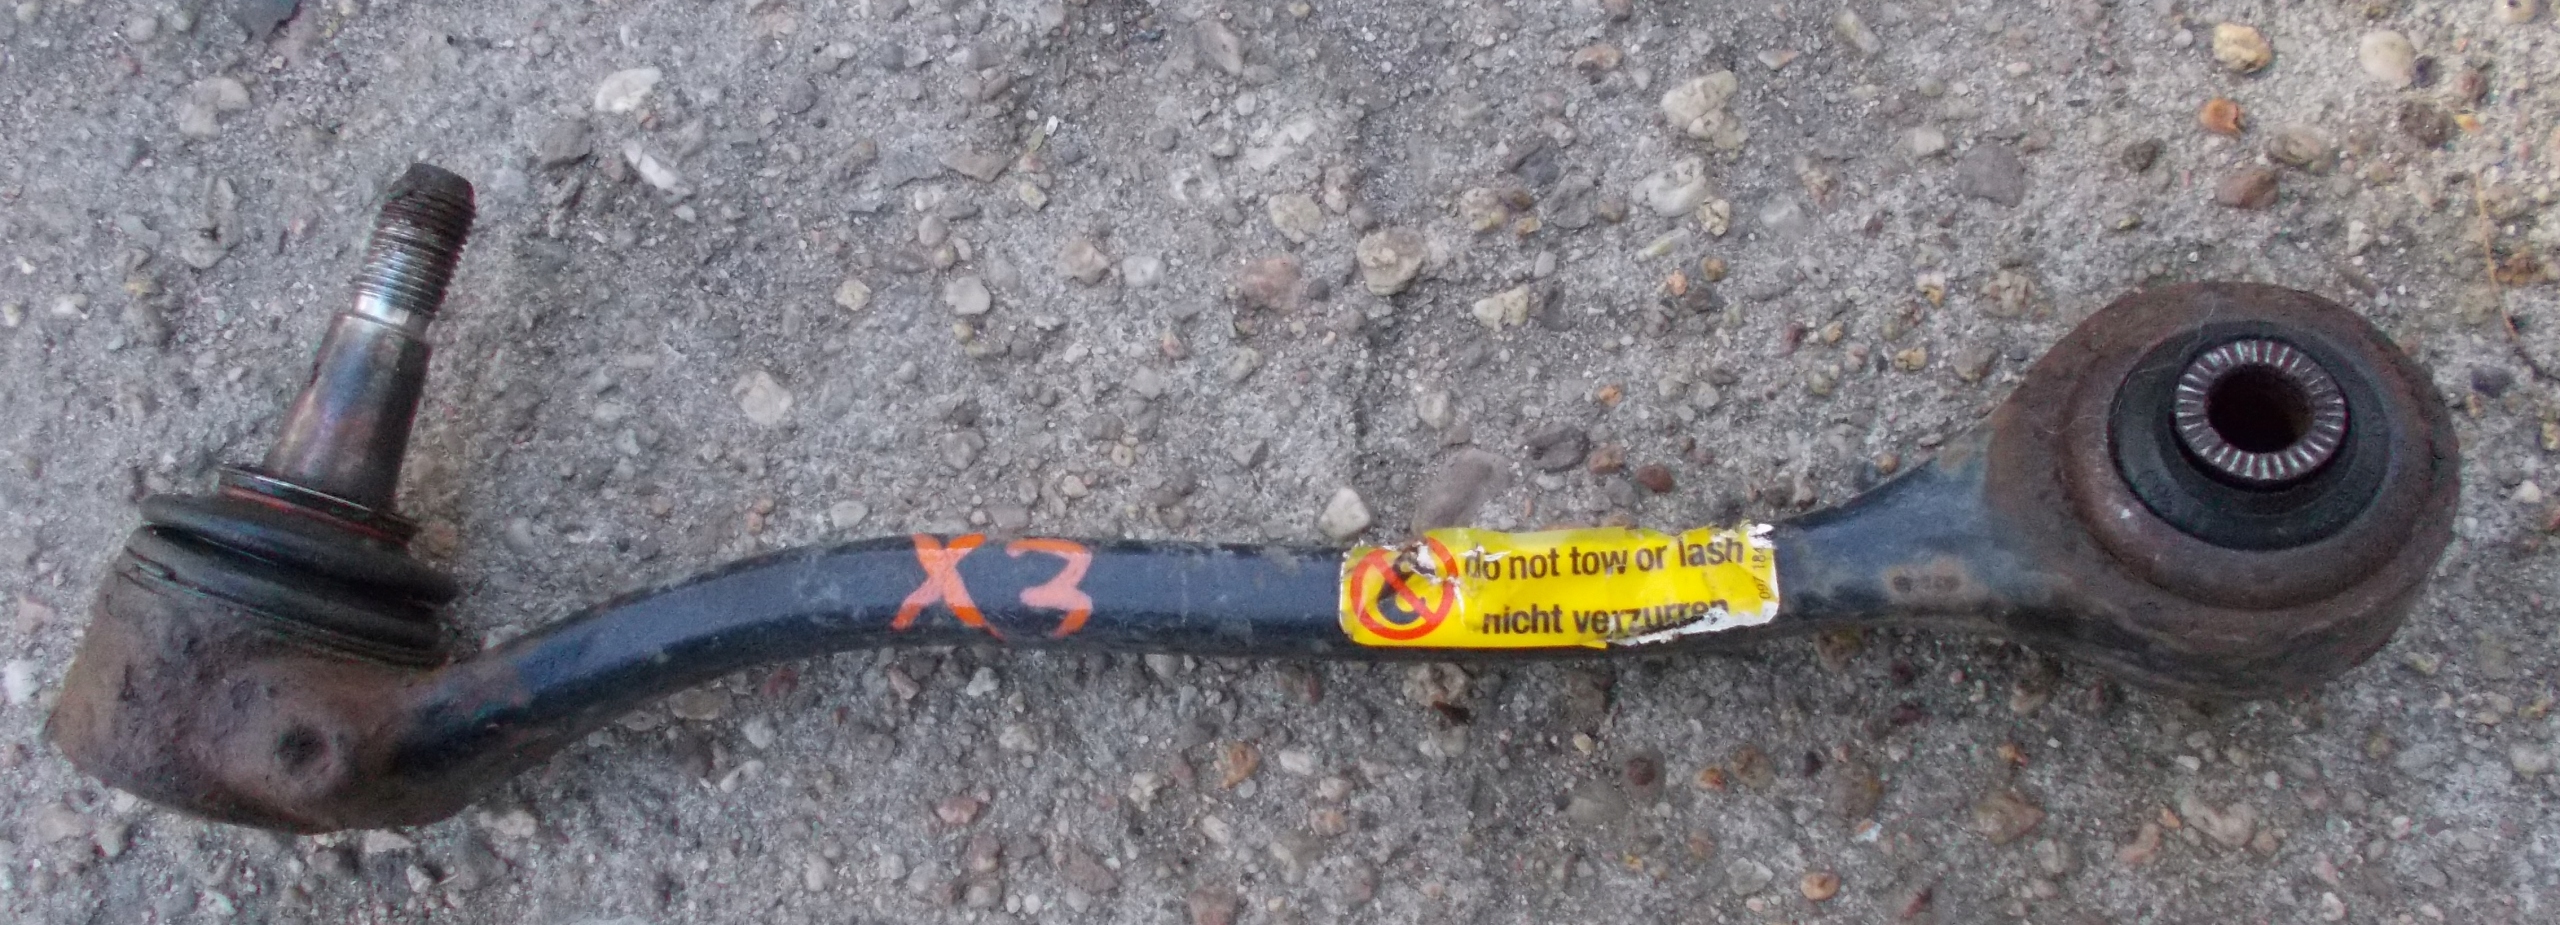 X3
do not tow or lash
nicht verzurren